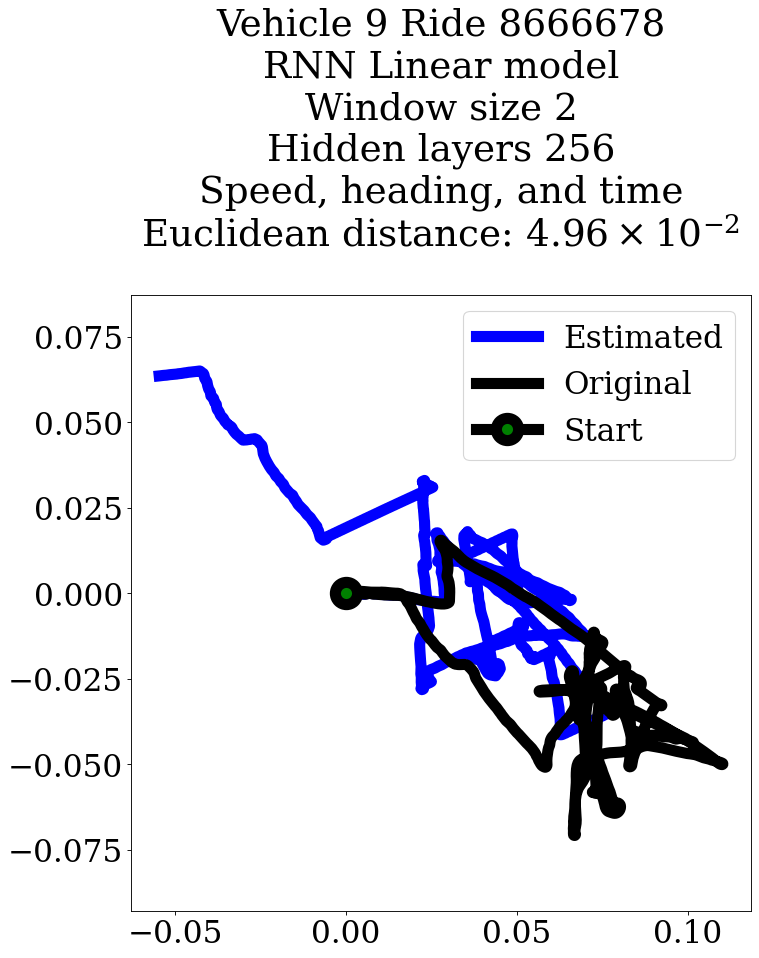 Vehicle 9 Ride 8666678
RNN Linear model
Window size 2
Hidden layers 256
Speed, heading, and time
Euclidean distance: 4.96 × 10⁻²
Estimated
Original
Start
0.075
0.050
0.025
0.000
−0.025
−0.050
−0.075
−0.05 0.00 0.05 0.10